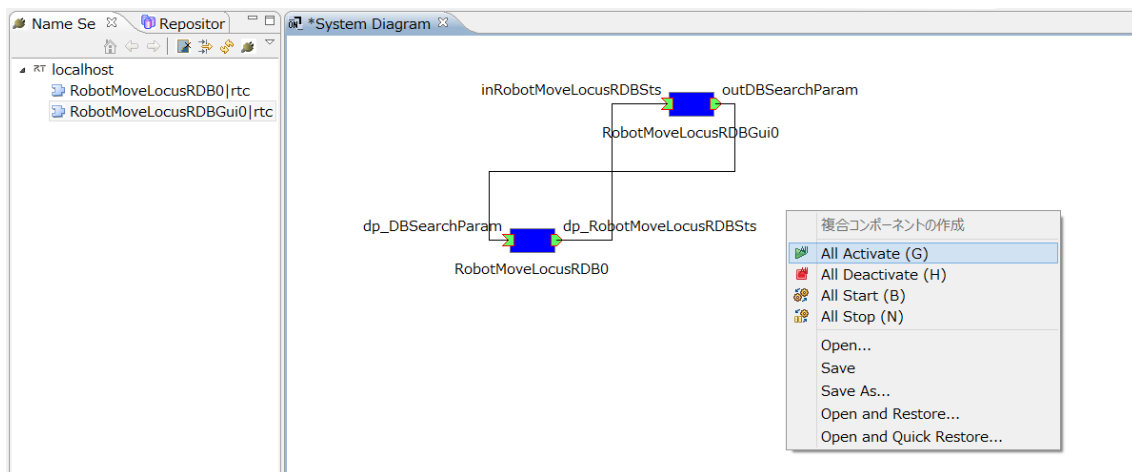 Name Se
Repositor
*System Diagram
localhost
RobotMoveLocusRDB0|rtc
RobotMoveLocusRDBGui0|rtc
inRobotMoveLocusRDBSts
outDBSearchParam
RobotMoveLocusRDBGui0
dp_DBSearchParam
dp_RobotMoveLocusRDBSts
RobotMoveLocusRDB0
複合コンポーネントの作成
All Activate (G)
All Deactivate (H)
All Start (B)
All Stop (N)
Open...
Save
Save As...
Open and Restore...
Open and Quick Restore...